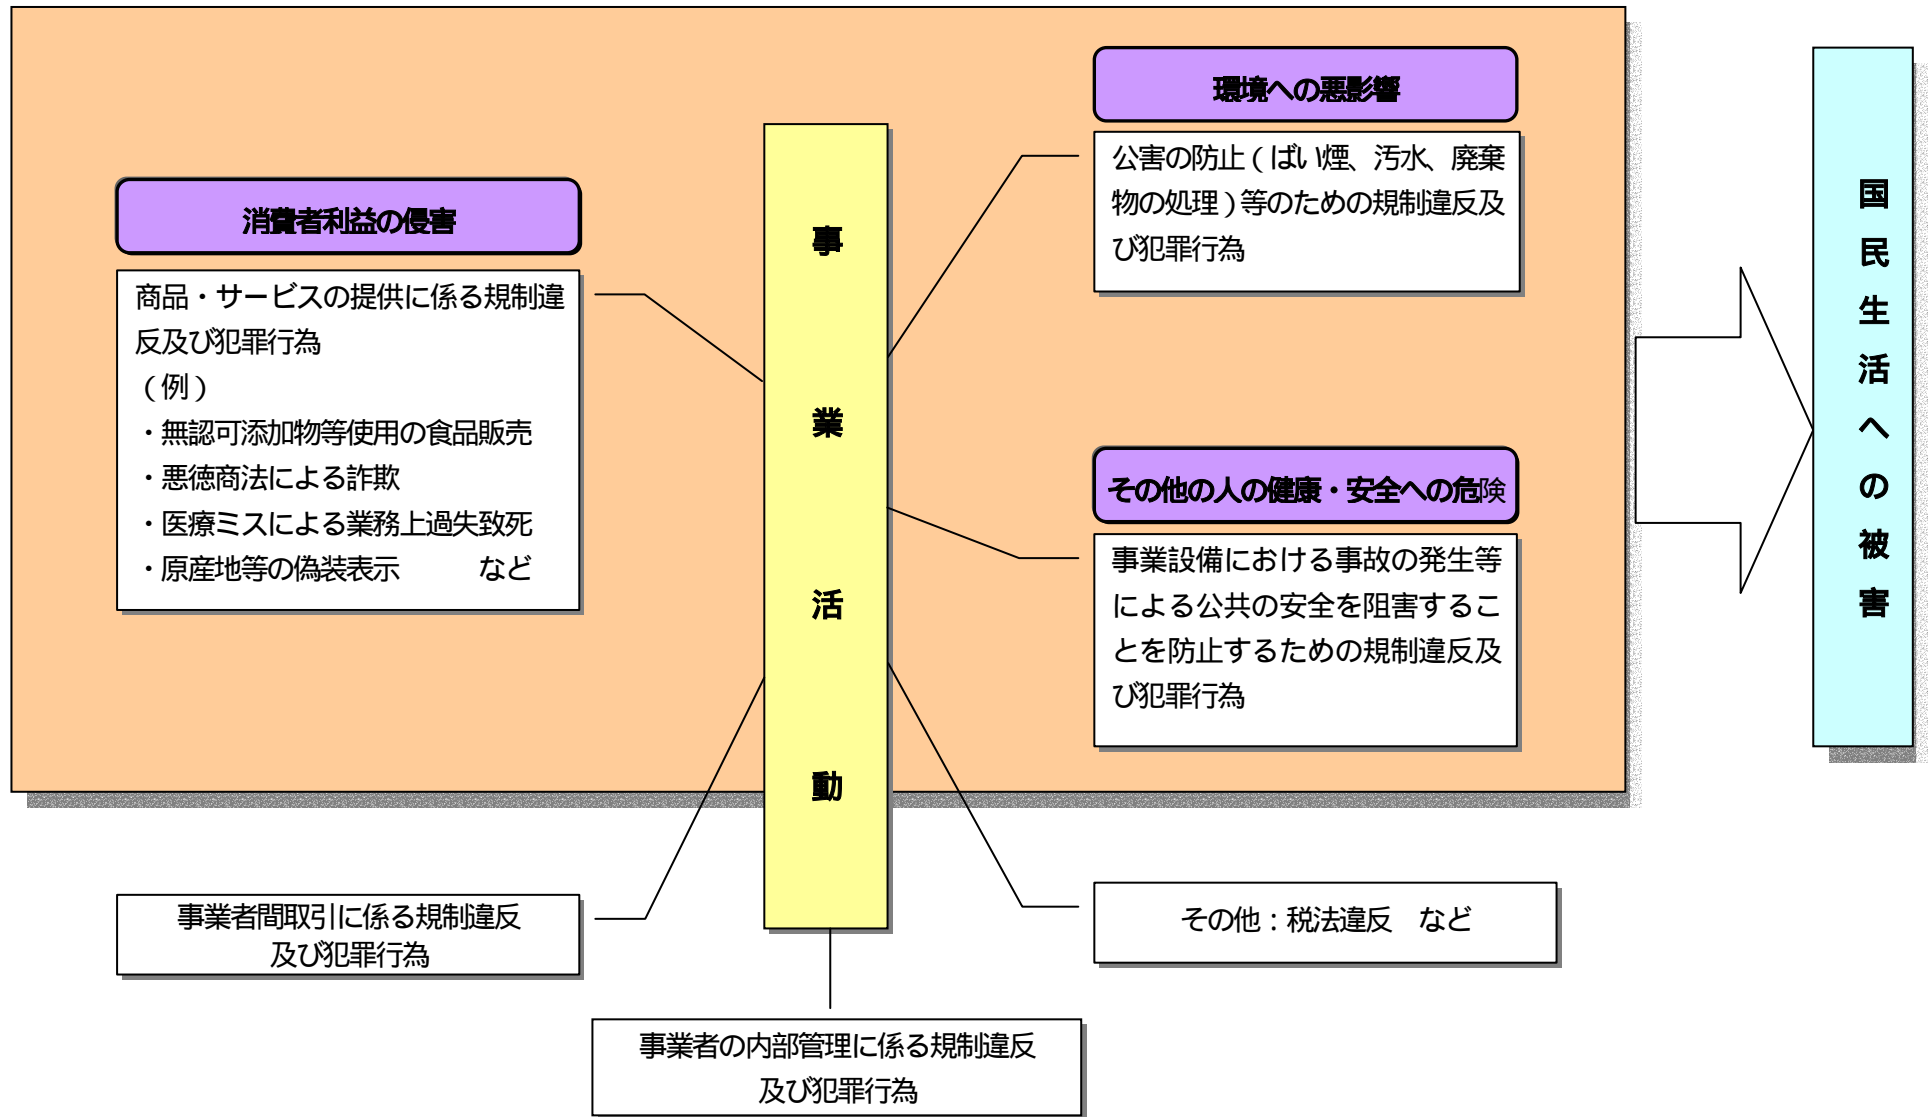 消費者利益の侵害
商品・サービスの提供に係る規制違
反及び犯罪行為
（例）
・無認可添加物等使用の食品販売
・悪徳商法による詐欺
・医療ミスによる業務上過失致死
・原産地等の偽装表示　　　など
事業活動
環境への悪影響
公害の防止（ばい煙、汚水、廃棄
物の処理）等のための規制違反及
び犯罪行為
その他の人の健康・安全への危険
事業設備における事故の発生等
による公共の安全を阻害するこ
とを防止するための規制違反及
び犯罪行為
国民生活への被害
事業者間取引に係る規制違反
及び犯罪行為
その他：税法違反　など
事業者の内部管理に係る規制違反
及び犯罪行為